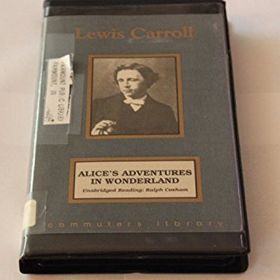 Lewis Carroll
ALICE'S ADVENTURES
IN WONDERLAND
Unabridged Reading: Ralph Cosham
commuters library